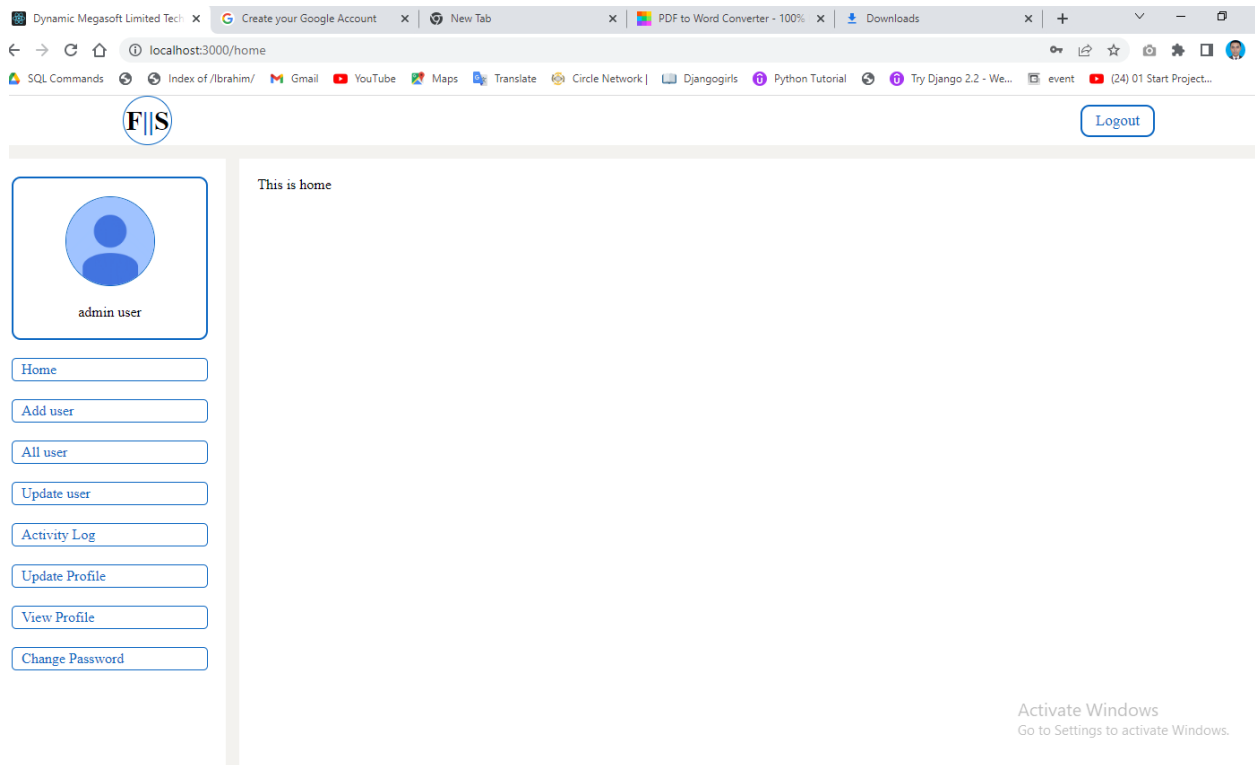 Dynamic Megasoft Limited Tech
Create your Google Account
New Tab
PDF to Word Converter - 100%
Downloads
localhost:3000/home
SQL Commands
Index of /Ibrahim/
Gmail
YouTube
Maps
Translate
Circle Network |
Djangogirls
Python Tutorial
Try Django 2.2 - We...
event
(24) 01 Start Project...
F||S
Logout
This is home
admin user
Home
Add user
All user
Update user
Activity Log
Update Profile
View Profile
Change Password
Activate Windows
Go to Settings to activate Windows.